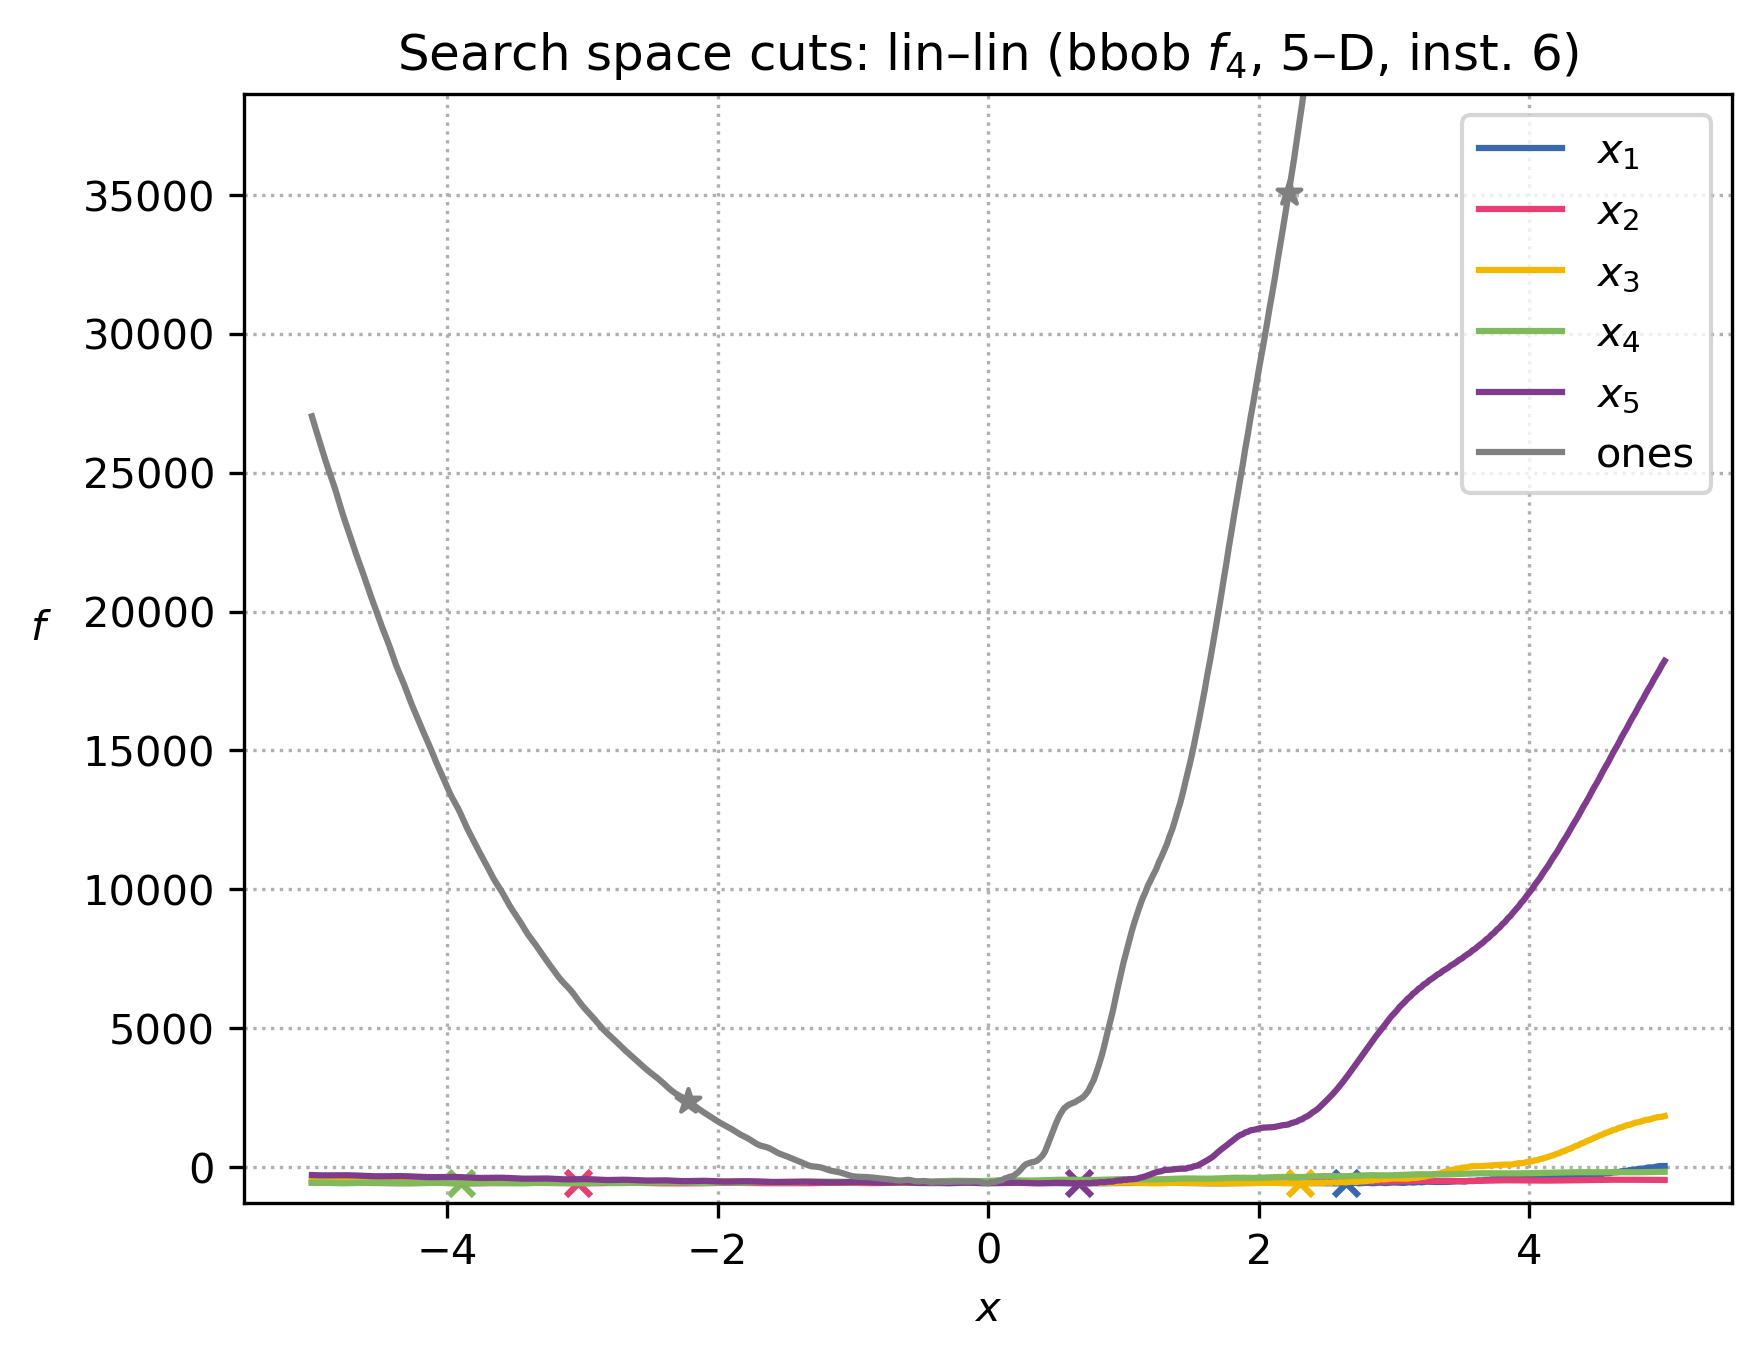 Search space cuts: lin–lin (bbob f₄, 5–D, inst. 6)
x₁
x₂
x₃
x₄
x₅
ones
35000
30000
25000
20000
15000
10000
5000
0
f
−4 −2 0 2 4
x